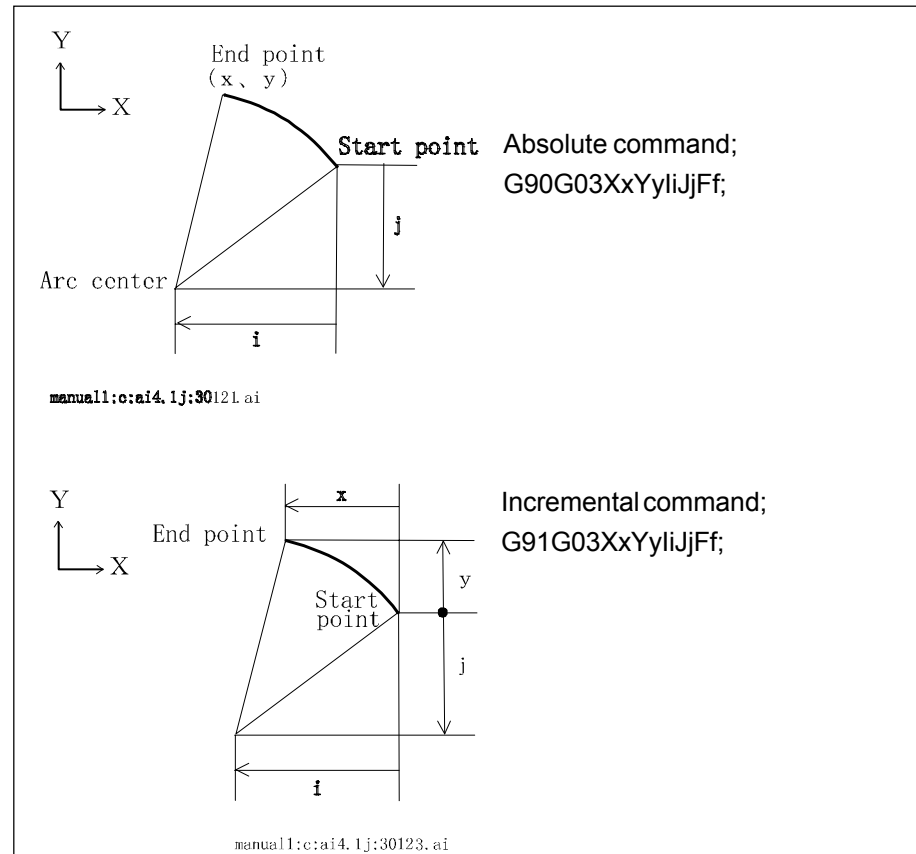 Y
X
End point
(x、y)
Start point
j
Arc center
i
Absolute command;
G90G03XxYyIiJjFf;
manual1:c:ai4.1j:30121.ai
Y
X
x
End point
Start
point
y
j
i
Incremental command;
G91G03XxYyIiJjFf;
manual1:c:ai4.1j:30123.ai